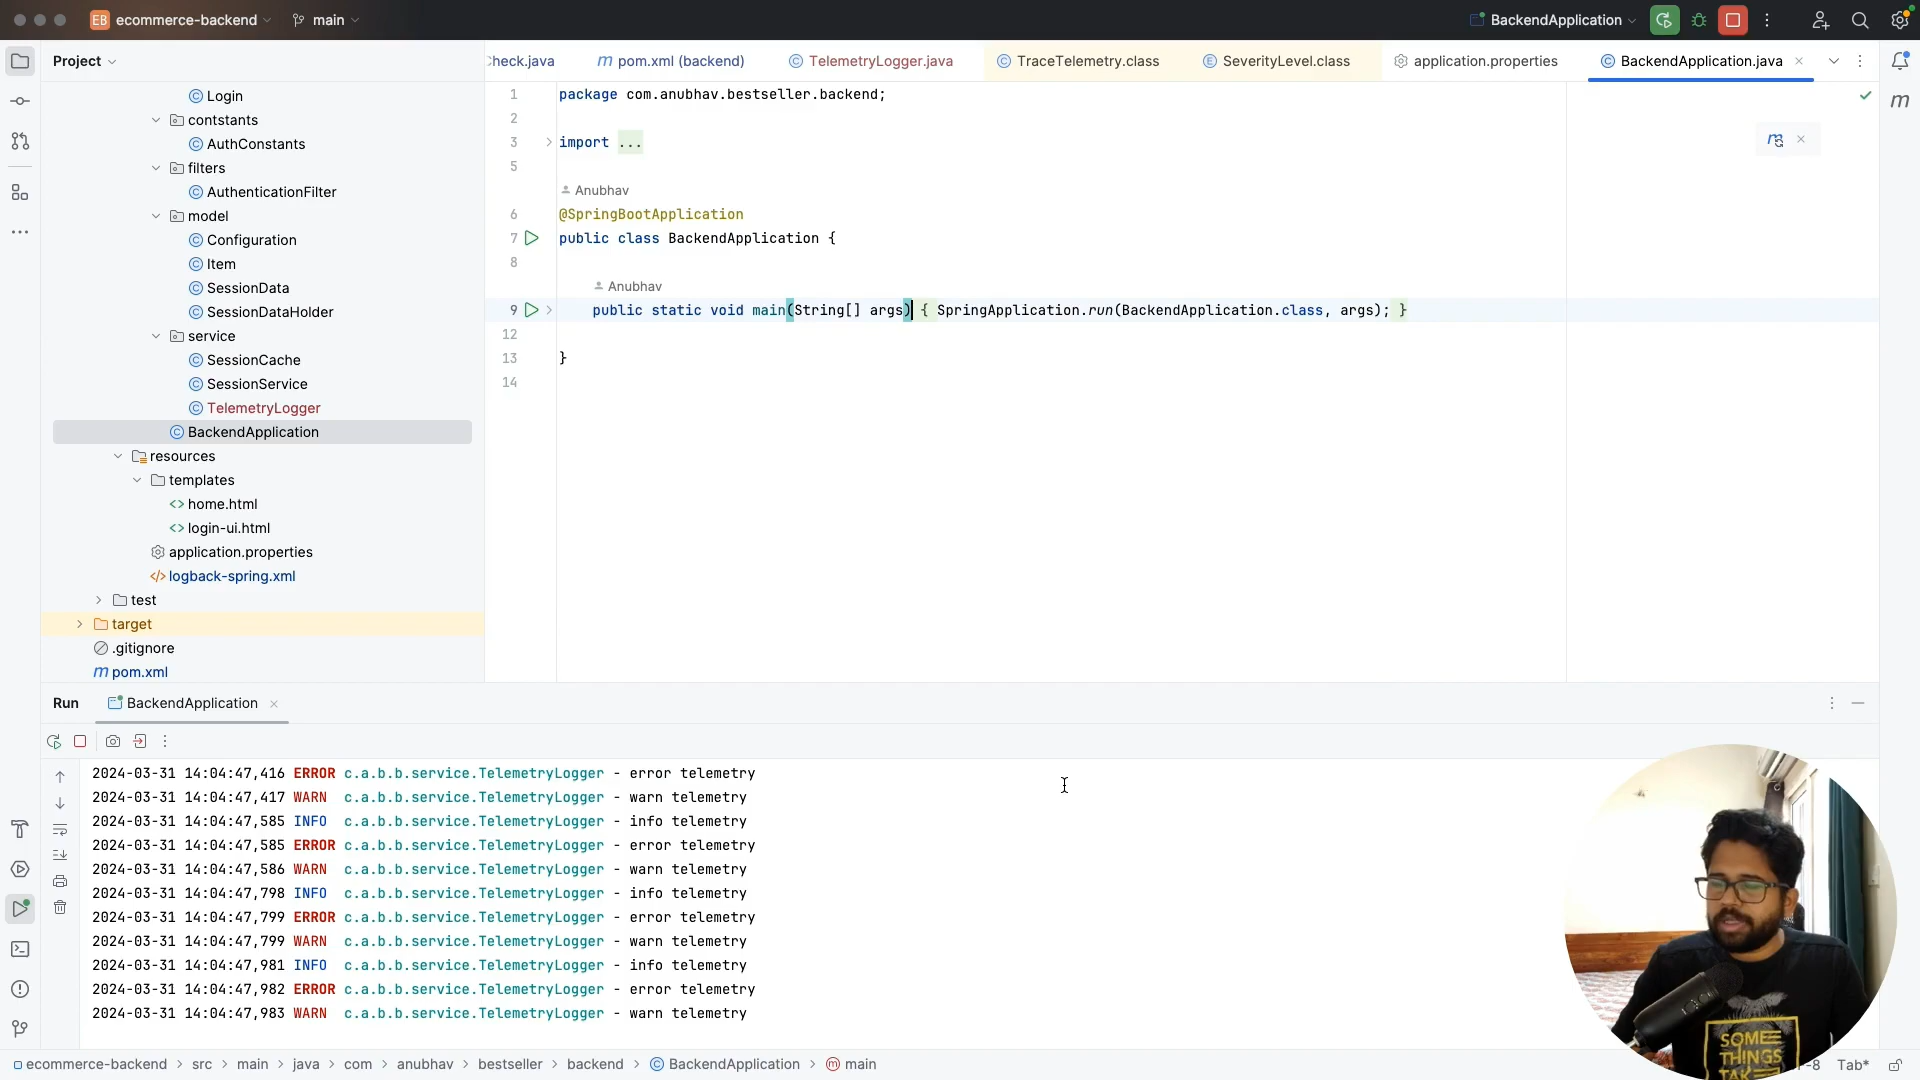 EB ecommerce-backend main BackendApplication
Project
heck.java pom.xml (backend) TelemetryLogger.java TraceTelemetry.class SeverityLevel.class application.properties BackendApplication.java
Login
contstants
AuthConstants
filters
AuthenticationFilter
model
Configuration
Item
SessionData
SessionDataHolder
service
SessionCache
SessionService
TelemetryLogger
BackendApplication
resources
templates
home.html
login-ui.html
application.properties
logback-spring.xml
test
target
.gitignore
pom.xml
1 package com.anubhav.bestseller.backend;
2
3 import ...
5
Anubhav
6 @SpringBootApplication
7 public class BackendApplication {
8
Anubhav
9 public static void main(String[] args) { SpringApplication.run(BackendApplication.class, args); }
12
13 }
14
Run BackendApplication
2024-03-31 14:04:47,416 ERROR c.a.b.b.service.TelemetryLogger - error telemetry
2024-03-31 14:04:47,417 WARN c.a.b.b.service.TelemetryLogger - warn telemetry
2024-03-31 14:04:47,585 INFO c.a.b.b.service.TelemetryLogger - info telemetry
2024-03-31 14:04:47,585 ERROR c.a.b.b.service.TelemetryLogger - error telemetry
2024-03-31 14:04:47,586 WARN c.a.b.b.service.TelemetryLogger - warn telemetry
2024-03-31 14:04:47,798 INFO c.a.b.b.service.TelemetryLogger - info telemetry
2024-03-31 14:04:47,799 ERROR c.a.b.b.service.TelemetryLogger - error telemetry
2024-03-31 14:04:47,799 WARN c.a.b.b.service.TelemetryLogger - warn telemetry
2024-03-31 14:04:47,981 INFO c.a.b.b.service.TelemetryLogger - info telemetry
2024-03-31 14:04:47,982 ERROR c.a.b.b.service.TelemetryLogger - error telemetry
2024-03-31 14:04:47,983 WARN c.a.b.b.service.TelemetryLogger - warn telemetry
SOME
THINGS
TAK
ecommerce-backend > src > main > java > com > anubhav > bestseller > backend > BackendApplication > main -8 Tab*